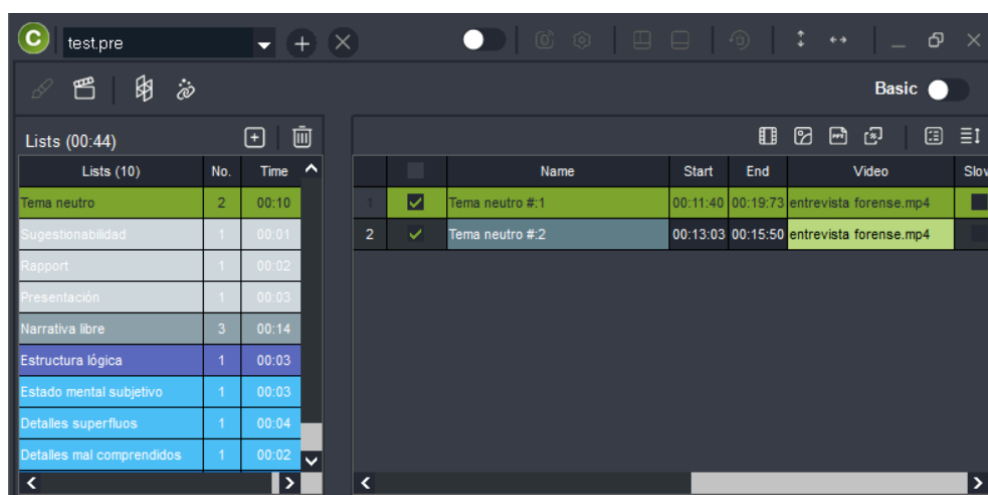 C test.pre
Basic
Lists (00:44)
Lists (10) No. Time
Tema neutro 2 00:10
Sugestionabilidad 1 00:01
Rapport 1 00:02
Presentación 1 00:03
Narrativa libre 3 00:14
Estructura lógica 1 00:03
Estado mental subjetivo 1 00:03
Detalles superfluos 1 00:04
Detalles mal comprendidos 1 00:02
Name Start End Video Slov
1 Tema neutro #:1 00:11:40 00:19:73 entrevista forense.mp4
2 Tema neutro #:2 00:13:03 00:15:50 entrevista forense.mp4